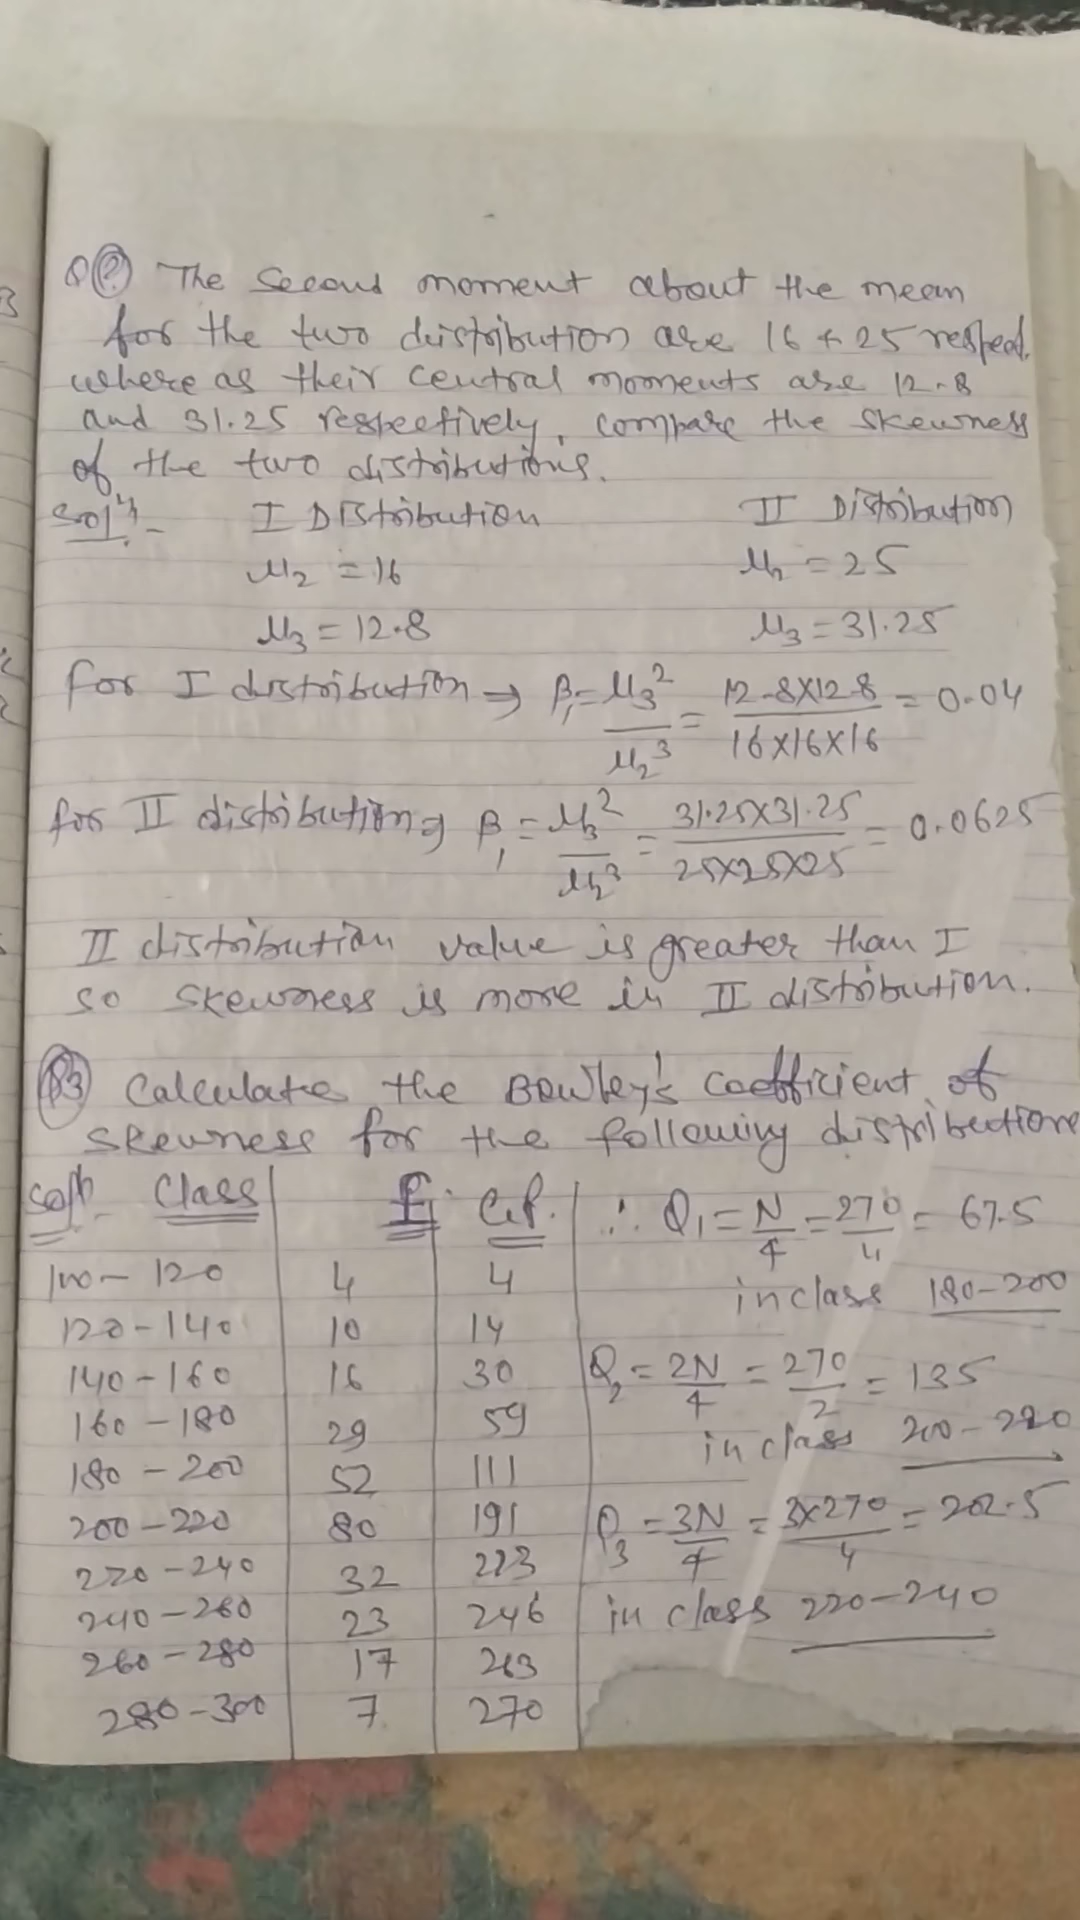 Q(2) The Second moment about the mean
for the two distribution are 16 & 25 respect.
where as their central moments are 12.8
and 31.25 respectively, compare the skewness
of the two distributions.
Solⁿ:- I Distribution II Distribution
μ₂ = 16 μ₂ = 25
μ₃ = 12.8 μ₃ = 31.25
for I distribution → β₁ = μ₃²/μ₂³ = 12.8×12.8/16×16×16 = 0.04
for II distribution ⇒ β₁ = μ₃²/μ₂³ = 31.25×31.25/25×25×25 = 0.0625
II distribution value is greater than I
so skewness is more in II distribution.
Q3 Calculate the Bowley's coefficient of
skewness for the following distribution
Solⁿ. Class f C.f. ∴ Q₁ = N/4 = 270/4 = 67.5
100 - 120 4 4 in class 180-200
120 - 140 10 14
140 - 160 16 30 Q₂ = 2N/4 = 270/2 = 135
160 - 180 29 59 in class 200-220
180 - 200 52 111
200 - 220 80 191 Q₃ = 3N/4 = 3×270/4 = 202.5
220 - 240 32 223
240 - 260 23 246 in class 220-240
260 - 280 17 263
280 - 300 7 270